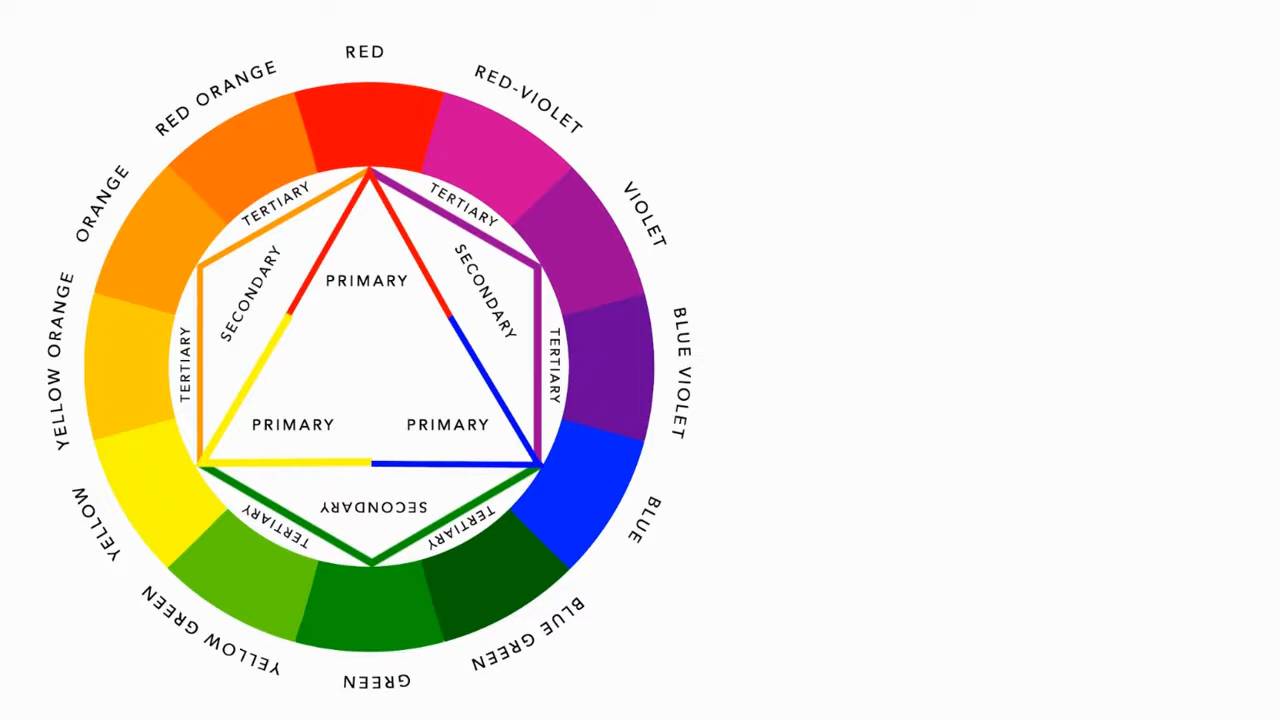 RED
RED-VIOLET
VIOLET
BLUE VIOLET
BLUE
BLUE GREEN
GREEN
YELLOW GREEN
YELLOW
YELLOW ORANGE
ORANGE
RED ORANGE
TERTIARY
TERTIARY
SECONDARY
SECONDARY
PRIMARY
TERTIARY
TERTIARY
PRIMARY
PRIMARY
SECONDARY
TERTIARY
TERTIARY